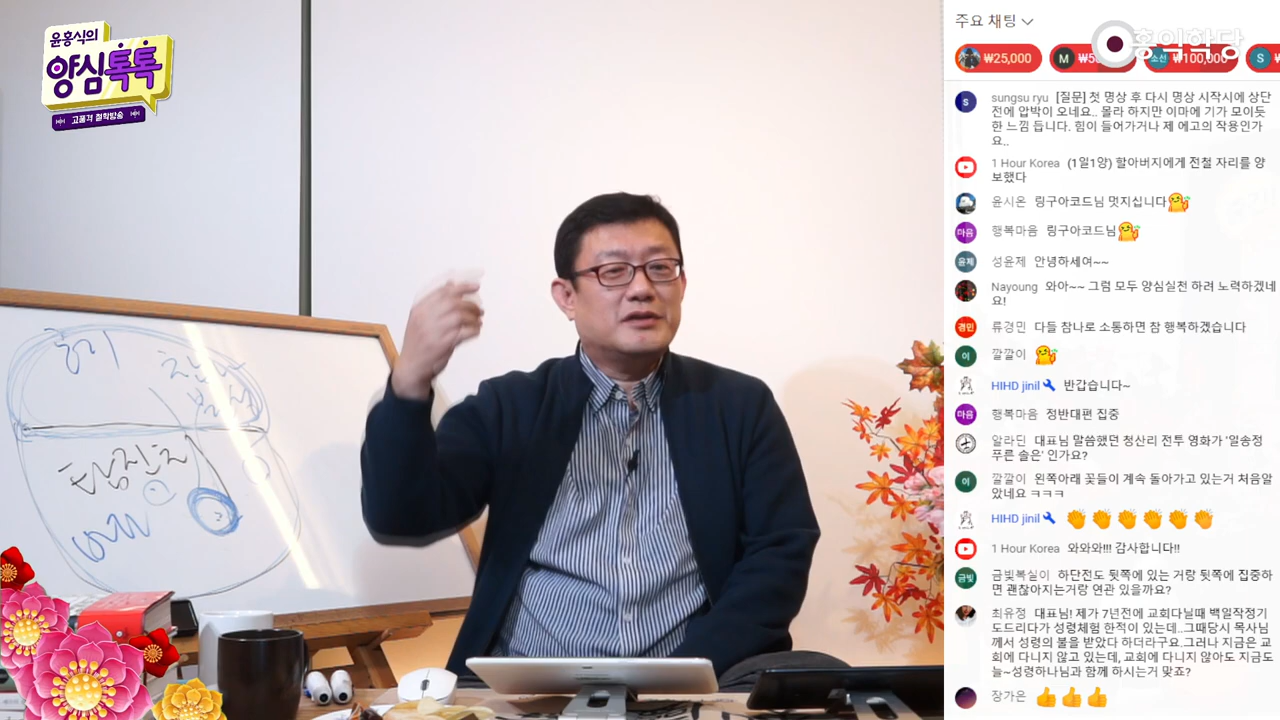 윤홍식의
양심톡톡
고품격 철학방송
주요 채팅
홍익학당
₩25,000
M
소선 ₩100,000
S
S sungsu ryu [질문] 첫 명상 후 다시 명상 시작시에 상단
전에 압박이 오네요.. 몰라 하지만 이마에 기가 모이듯
한 느낌 듭니다. 힘이 들어가거나 제 에고의 작용인가
요..
1 Hour Korea (1일1양) 할아버지에게 전철 자리를 양
보했다
윤시온 링구아코드님 멋지십니다
마음 행복마음 링구아코드님
윤제 성윤제 안녕하세여~~
Nayoung 와아~~ 그럼 모두 양심실천 하려 노력하겠네
요!
경민 류경민 다들 참나로 소통하면 참 행복하겠습니다
이 깔깔이
HIHD jinil 반갑습니다~
마음 행복마음 정반대편 집중
알라딘 대표님 말씀했던 청산리 전투 영화가 '일송정
푸른 솔은' 인가요?
이 깔깔이 왼쪽아래 꽃들이 계속 돌아가고 있는거 처음알
았네요 ㅋㅋㅋ
HIHD jinil 👏👏👏👏👏👏
1 Hour Korea 와와와!!! 감사합니다!!
금빛 금빛복실이 하단전도 뒷쪽에 있는 거랑 뒷쪽에 집중하
면 괜찮아지는거랑 연관 있을까요?
최유정 대표님! 제가 7년전에 교회다닐때 백일작정기
도드리다가 성령체험 한적이 있는데..그때당시 목사님
께서 성령의 불을 받았다 하더라구요.그러나 지금은 교
회에 다니지 않고 있는데, 교회에 다니지 않아도 지금도
늘~성령하나님과 함께 하시는거 맞죠?
장가은 👍👍👍